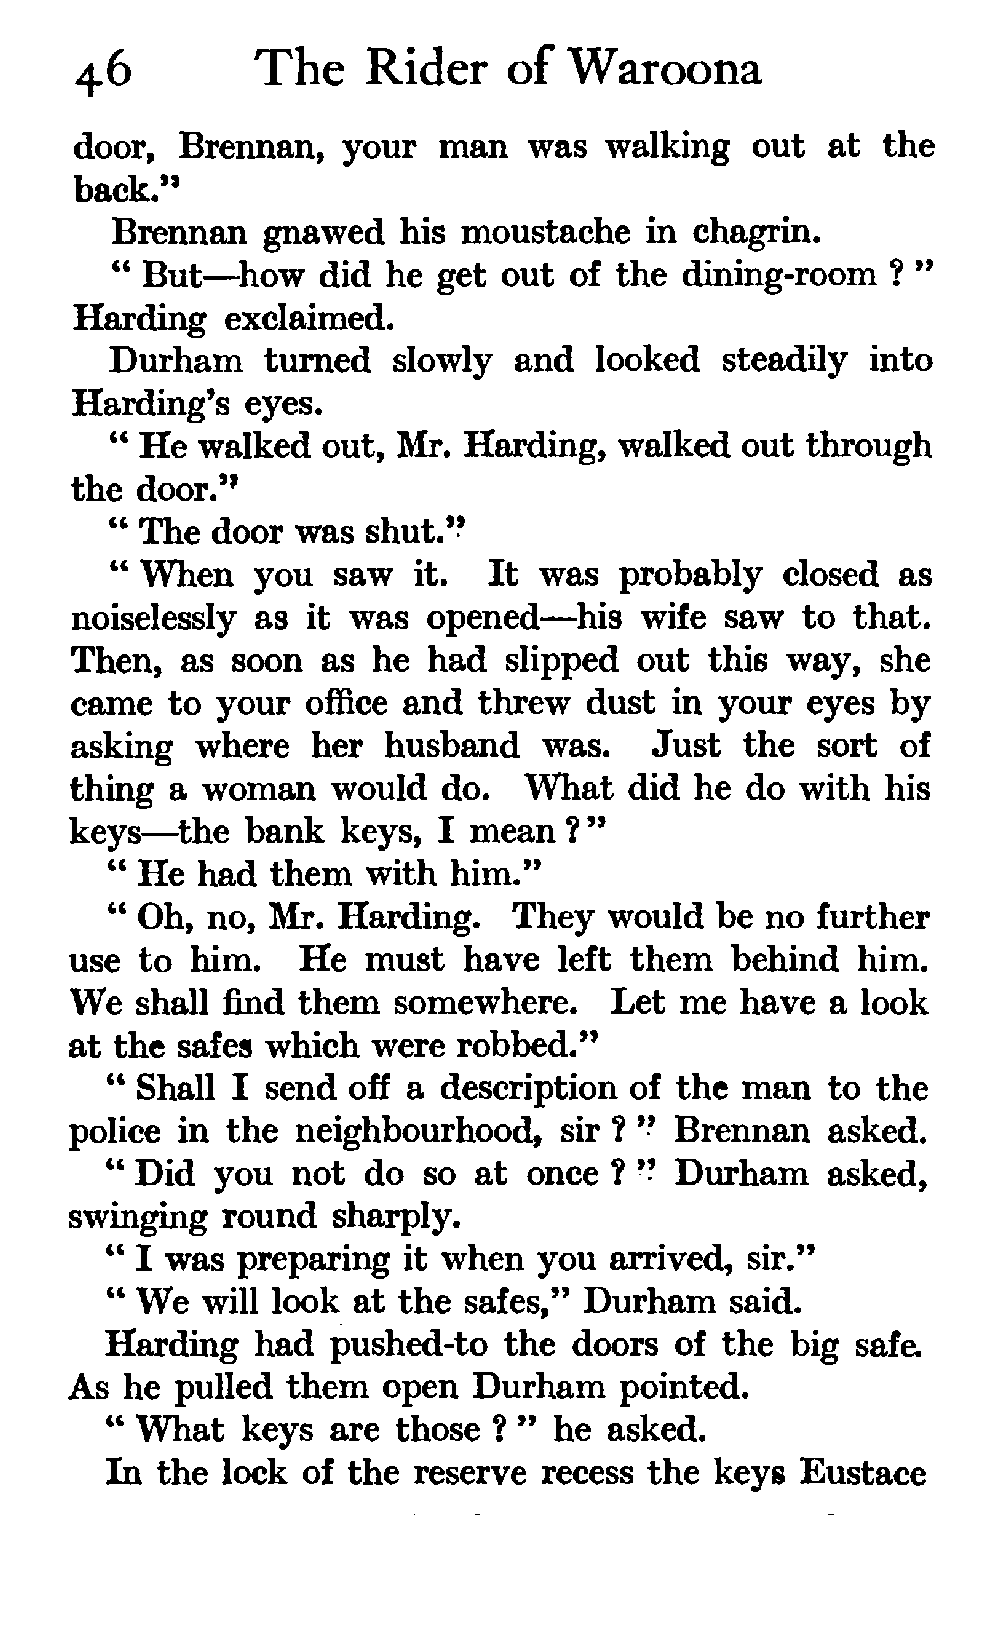 46 The Rider of Waroona
door, Brennan, your man was walking out at the
back."
Brennan gnawed his moustache in chagrin.
" But—how did he get out of the dining-room ? "
Harding exclaimed.
Durham turned slowly and looked steadily into
Harding's eyes.
" He walked out, Mr. Harding, walked out through
the door."
" The door was shut."
" When you saw it. It was probably closed as
noiselessly as it was opened—his wife saw to that.
Then, as soon as he had slipped out this way, she
came to your office and threw dust in your eyes by
asking where her husband was. Just the sort of
thing a woman would do. What did he do with his
keys—the bank keys, I mean ? "
" He had them with him."
" Oh, no, Mr. Harding. They would be no further
use to him. He must have left them behind him.
We shall find them somewhere. Let me have a look
at the safes which were robbed."
" Shall I send off a description of the man to the
police in the neighbourhood, sir ? " Brennan asked.
" Did you not do so at once ? " Durham asked,
swinging round sharply.
" I was preparing it when you arrived, sir."
" We will look at the safes," Durham said.
Harding had pushed-to the doors of the big safe.
As he pulled them open Durham pointed.
" What keys are those ? " he asked.
In the lock of the reserve recess the keys Eustace